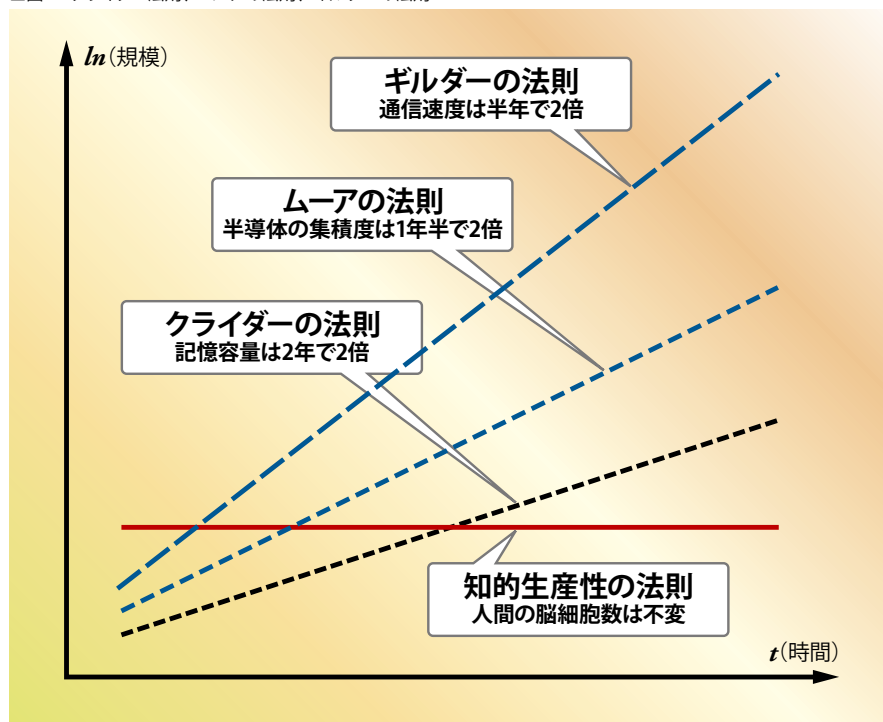 ln(規模)
ギルダーの法則
通信速度は半年で2倍
ムーアの法則
半導体の集積度は1年半で2倍
クライダーの法則
記憶容量は2年で2倍
知的生産性の法則
人間の脳細胞数は不変
t(時間)